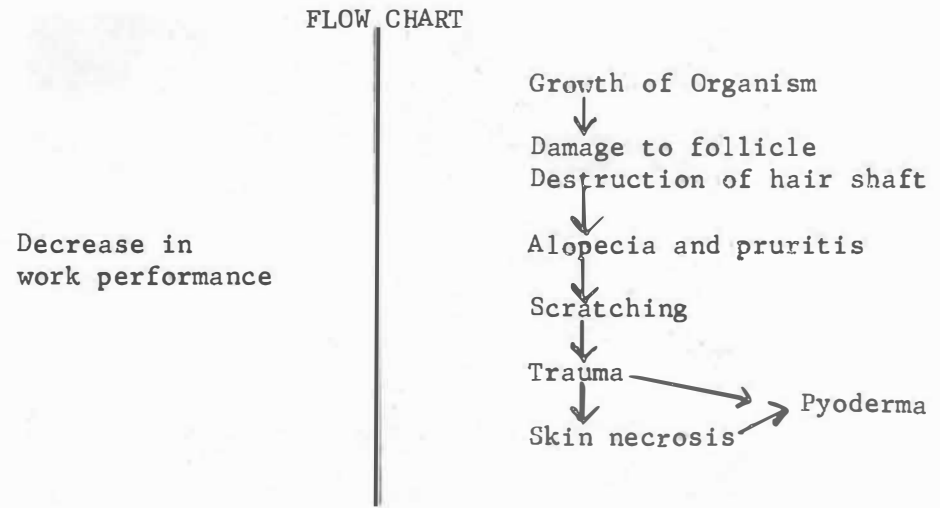 FLOW CHART
Decrease in
work performance
Growth of Organism
Damage to follicle
Destruction of hair shaft
Alopecia and pruritis
Scratching
Trauma
Pyoderma
Skin necrosis